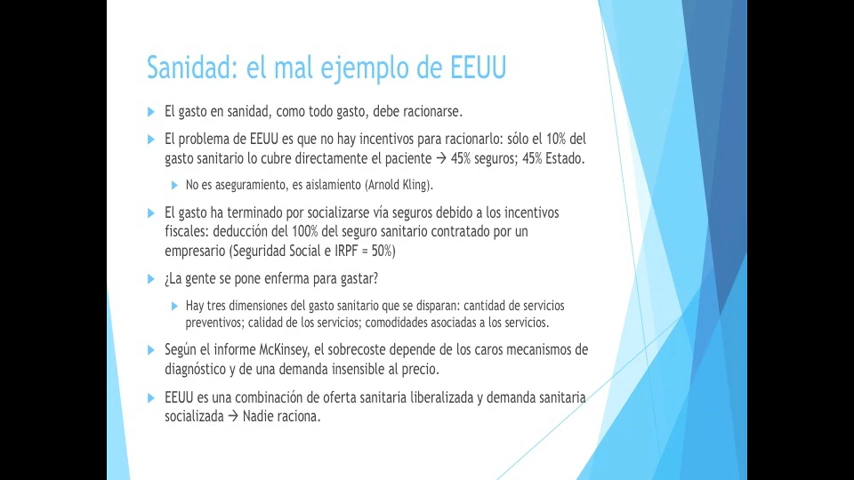 Sanidad: el mal ejemplo de EEUU
El gasto en sanidad, como todo gasto, debe racionarse.
El problema de EEUU es que no hay incentivos para racionarlo: sólo el 10% del
gasto sanitario lo cubre directamente el paciente → 45% seguros; 45% Estado.
No es aseguramiento, es aislamiento (Arnold Kling).
El gasto ha terminado por socializarse vía seguros debido a los incentivos
fiscales: deducción del 100% del seguro sanitario contratado por un
empresario (Seguridad Social e IRPF = 50%)
¿La gente se pone enferma para gastar?
Hay tres dimensiones del gasto sanitario que se disparan: cantidad de servicios
preventivos; calidad de los servicios; comodidades asociadas a los servicios.
Según el informe McKinsey, el sobrecoste depende de los caros mecanismos de
diagnóstico y de una demanda insensible al precio.
EEUU es una combinación de oferta sanitaria liberalizada y demanda sanitaria
socializada → Nadie raciona.